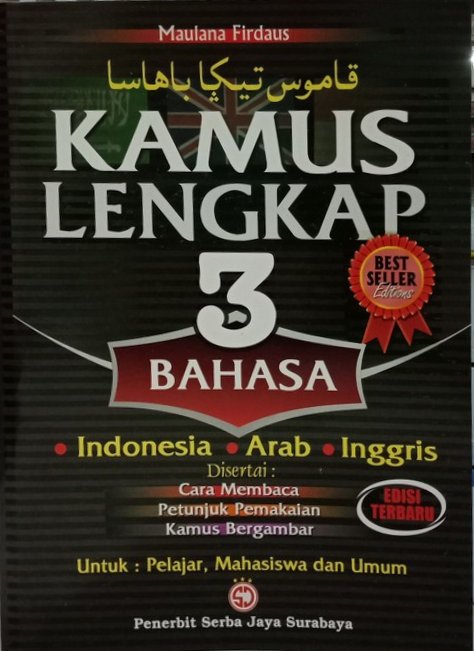 Maulana Firdaus
قاموس تيݢا باهاسا
KAMUS
LENGKAP
3
BAHASA
BEST
SELLER
Editions
• Indonesia • Arab • Inggris
Disertai :
Cara Membaca
Petunjuk Pemakaian
Kamus Bergambar
EDISI
TERBARU
Untuk : Pelajar, Mahasiswa dan Umum
Penerbit Serba Jaya Surabaya